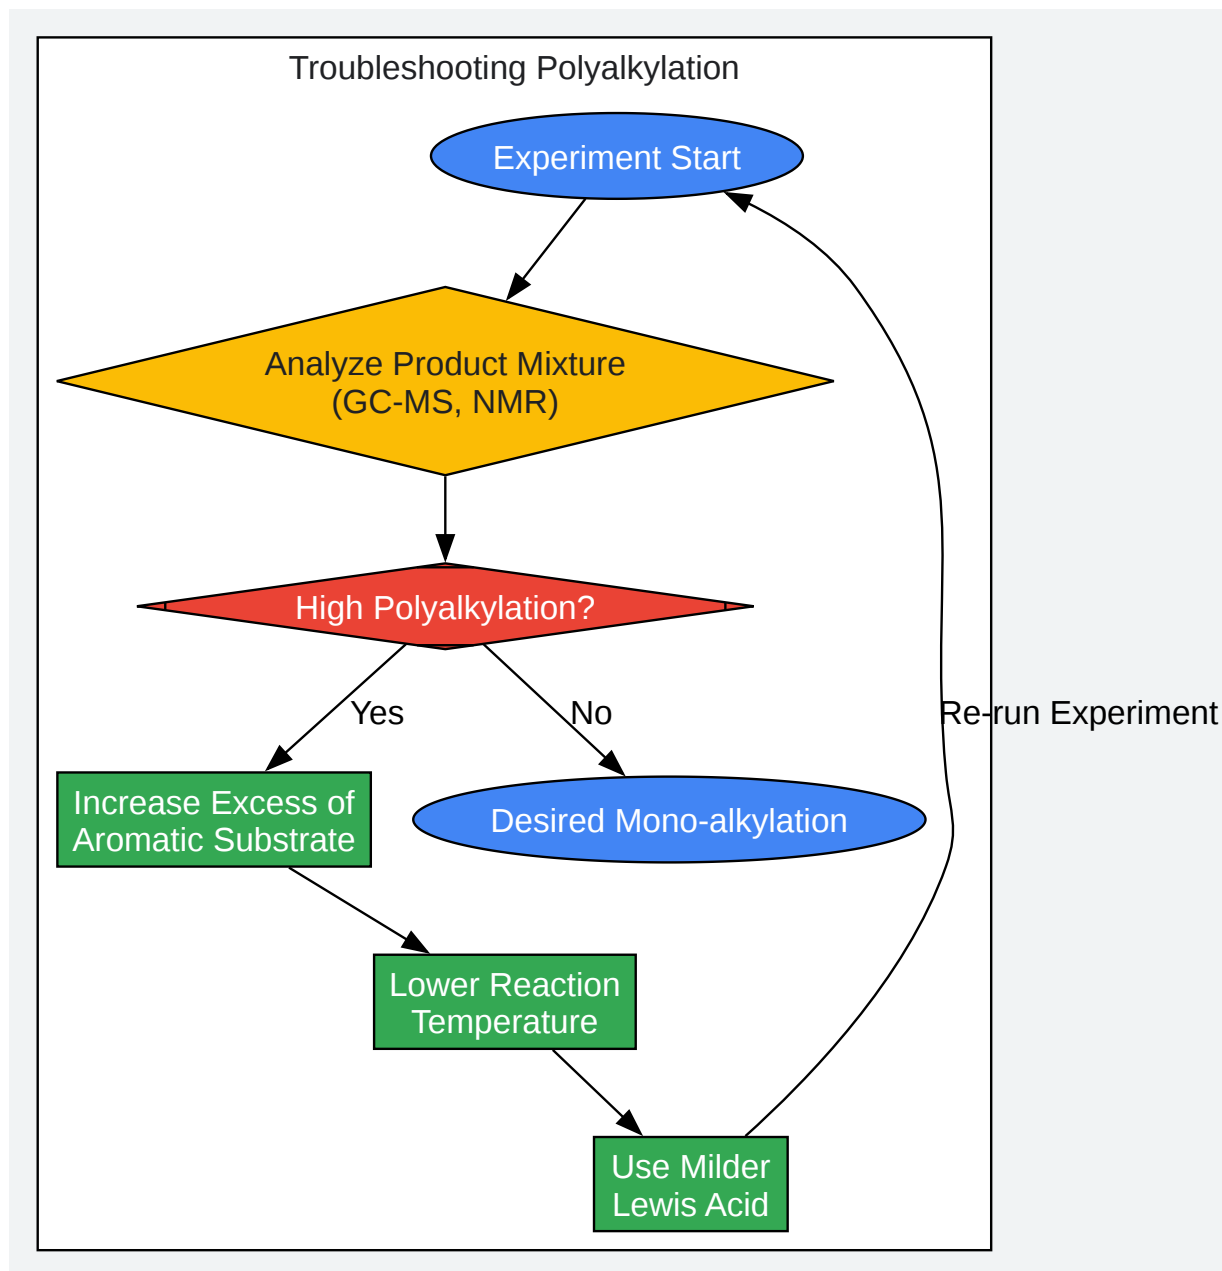 Troubleshooting Polyalkylation
Experiment Start
Analyze Product Mixture
(GC-MS, NMR)
High Polyalkylation?
Yes
No
Re-run Experiment
Increase Excess of
Aromatic Substrate
Desired Mono-alkylation
Lower Reaction
Temperature
Use Milder
Lewis Acid